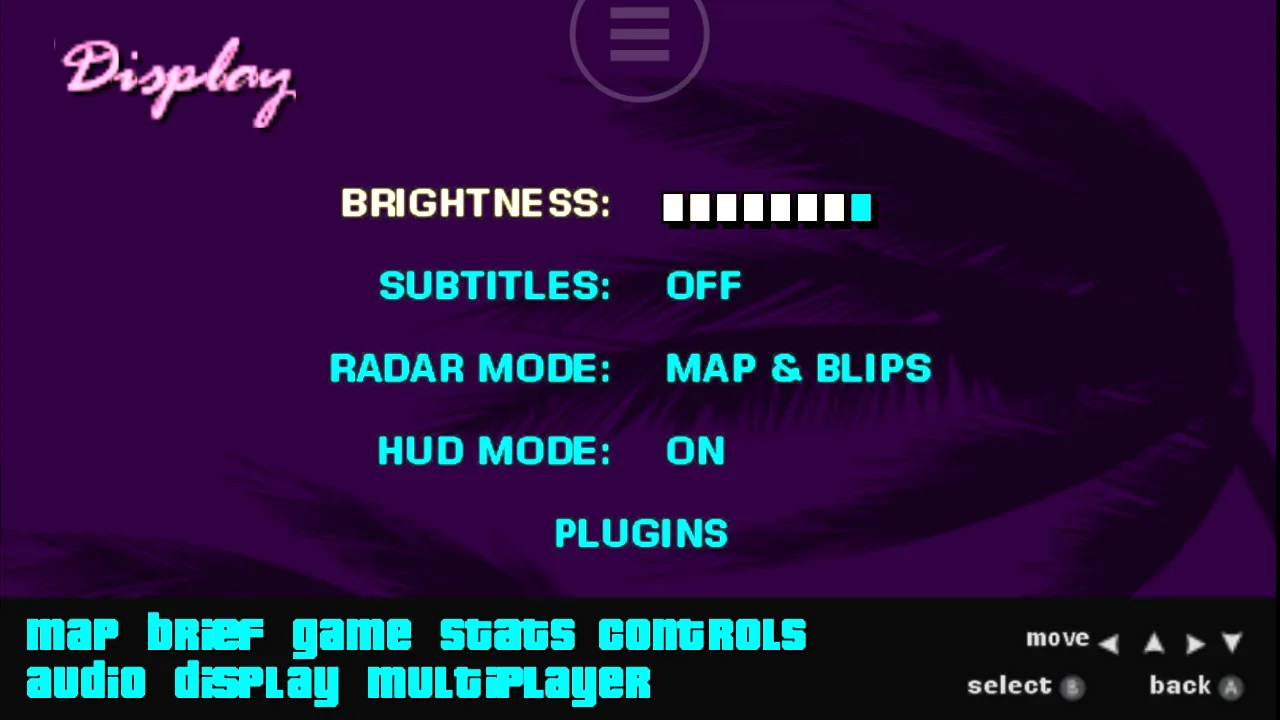 Display
BRIGHTNESS:
SUBTITLES: OFF
RADAR MODE: MAP & BLIPS
HUD MODE: ON
PLUGINS
map brief game stats controls
audio display multiplayer
move
select B back A